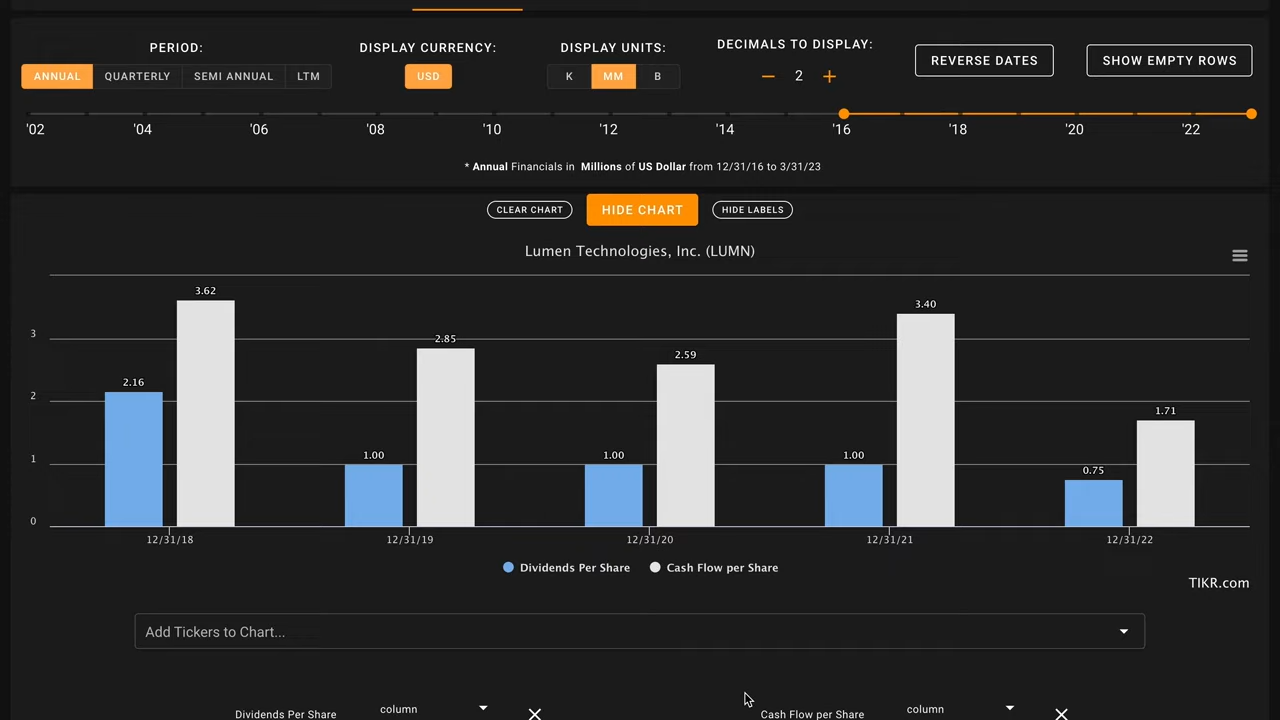 PERIOD: DISPLAY CURRENCY: DISPLAY UNITS: DECIMALS TO DISPLAY:
ANNUAL QUARTERLY SEMI ANNUAL LTM USD K MM B 2 REVERSE DATES SHOW EMPTY ROWS
'02 '04 '06 '08 '10 '12 '14 '16 '18 '20 '22
* Annual Financials in Millions of US Dollar from 12/31/16 to 3/31/23
CLEAR CHART HIDE CHART HIDE LABELS
Lumen Technologies, Inc. (LUMN)
3.62
3.40
3
2.85
2.59
2.16
2
1.71
1
1.00
1.00
1.00
0.75
0
12/31/18 12/31/19 12/31/20 12/31/21 12/31/22
Dividends Per Share Cash Flow per Share
TIKR.com
Add Tickers to Chart...
Dividends Per Share column Cash Flow per Share column